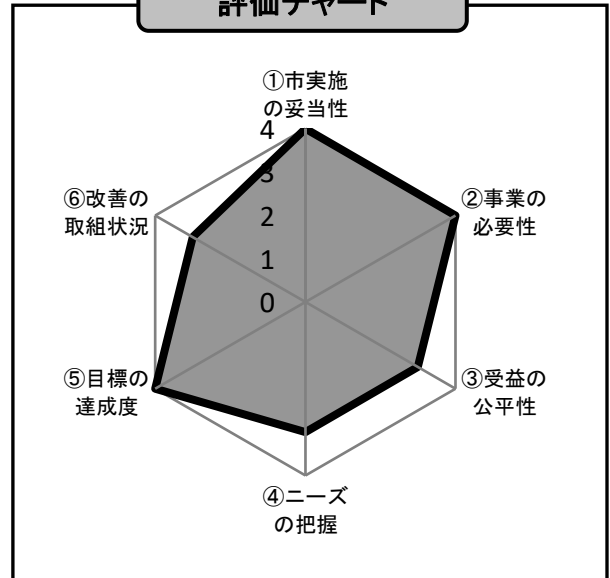 評価チャート
①市実施
の妥当性
4
3
2
1
0
②事業の
必要性
③受益の
公平性
④ニーズ
の把握
⑤目標の
達成度
⑥改善の
取組状況